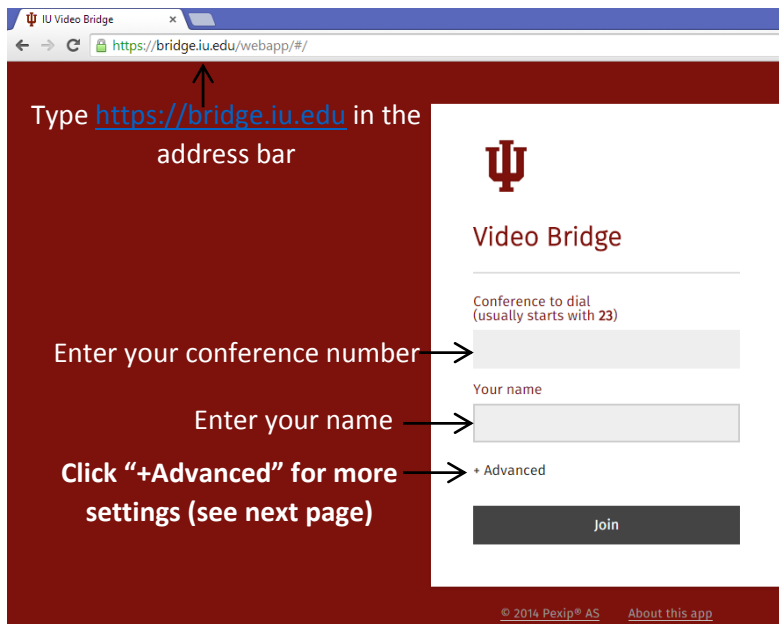 IU Video Bridge
https://bridge.iu.edu/webapp/#/
Type https://bridge.iu.edu in the
address bar
Video Bridge
Conference to dial
(usually starts with 23)
Enter your conference number
Your name
Enter your name
Click “+Advanced” for more
settings (see next page)
+ Advanced
Join
© 2014 Pexip® AS About this app